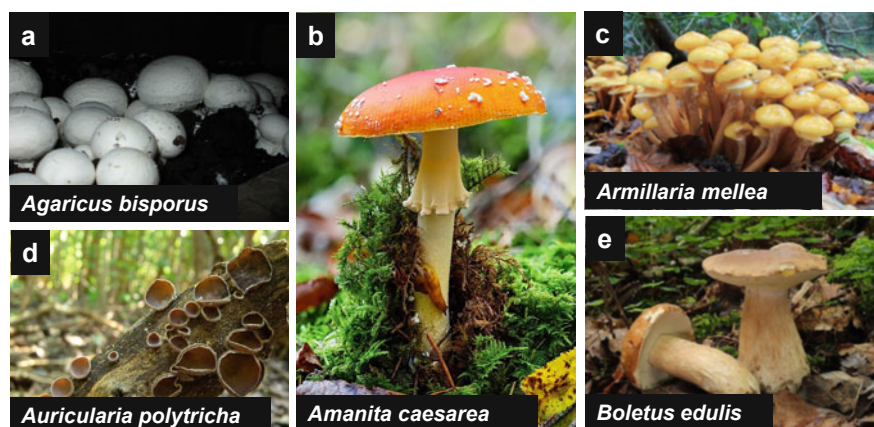 a
Agaricus bisporus
b
Amanita caesarea
c
Armillaria mellea
d
Auricularia polytricha
e
Boletus edulis